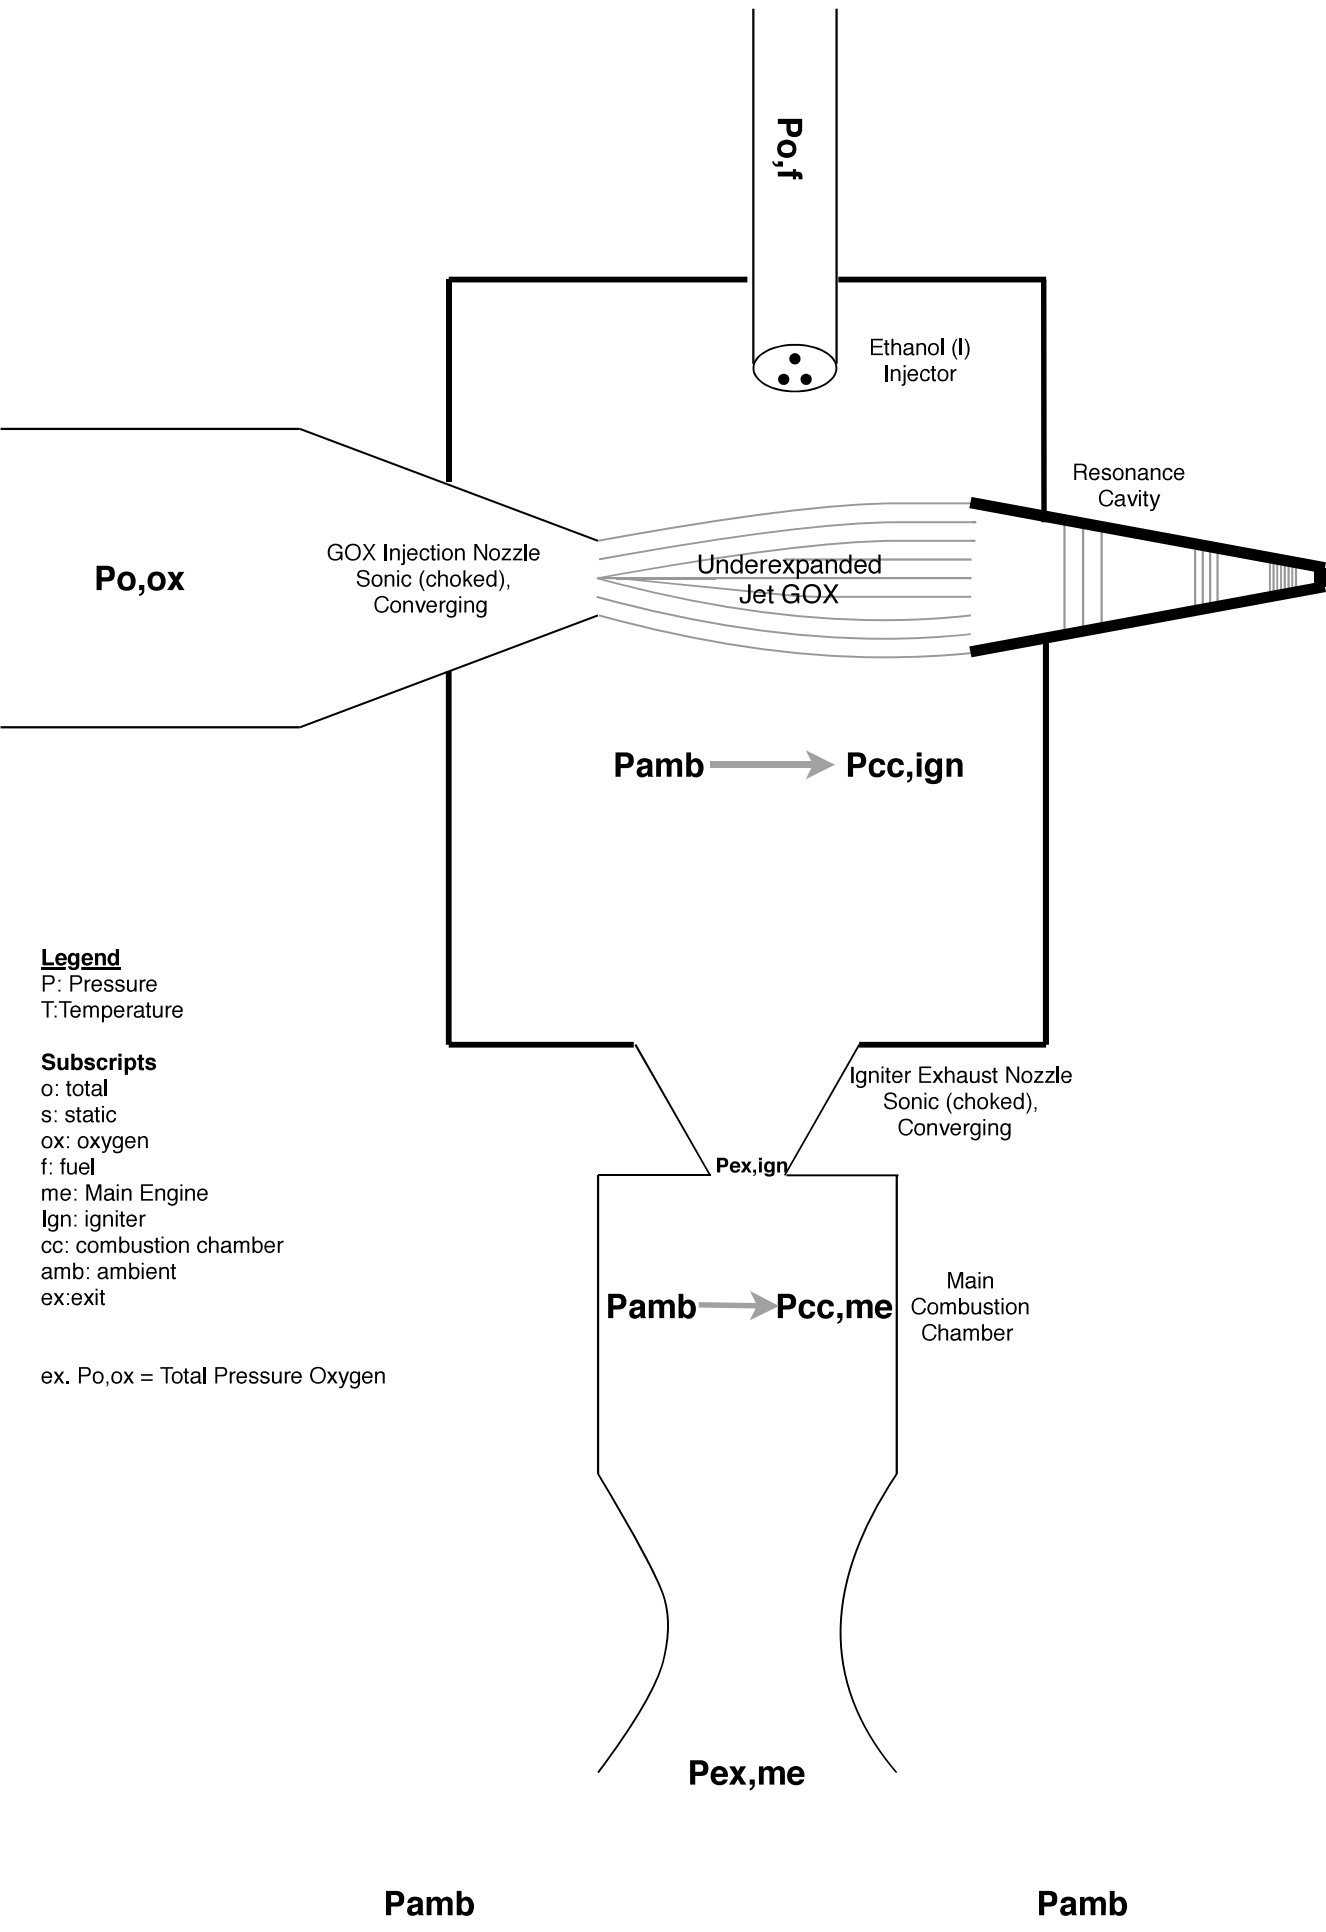 Po,f
Ethanol (l)
Injector
Resonance
Cavity
GOX Injection Nozzle
Sonic (choked),
Converging
Po,ox
Underexpanded
Jet GOX
Pamb
Pcc,ign
Legend
P: Pressure
T:Temperature
Subscripts
o: total
s: static
ox: oxygen
f: fuel
me: Main Engine
Ign: igniter
cc: combustion chamber
amb: ambient
ex:exit
ex. Po,ox = Total Pressure Oxygen
Igniter Exhaust Nozzle
Sonic (choked),
Converging
Pex,ign
Pamb
Pcc,me
Main
Combustion
Chamber
Pex,me
Pamb
Pamb